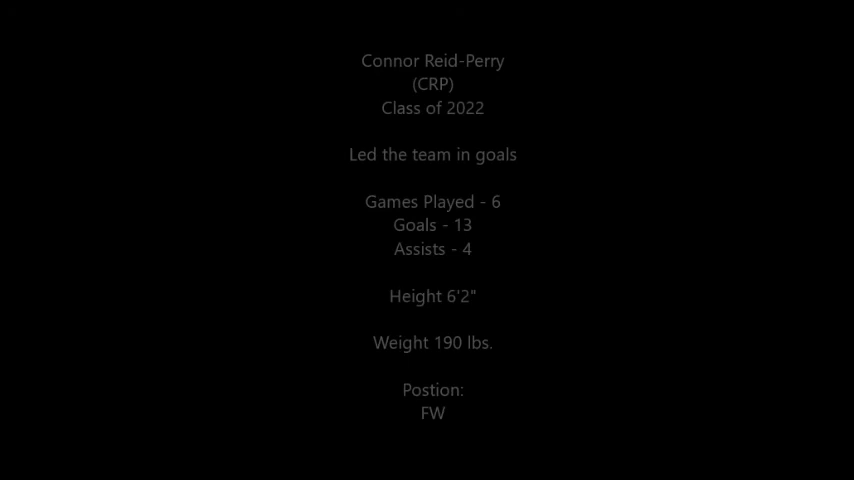 Connor Reid-Perry
(CRP)
Class of 2022
Led the team in goals
Games Played - 6
Goals - 13
Assists - 4
Height 6'2"
Weight 190 lbs.
Postion:
FW